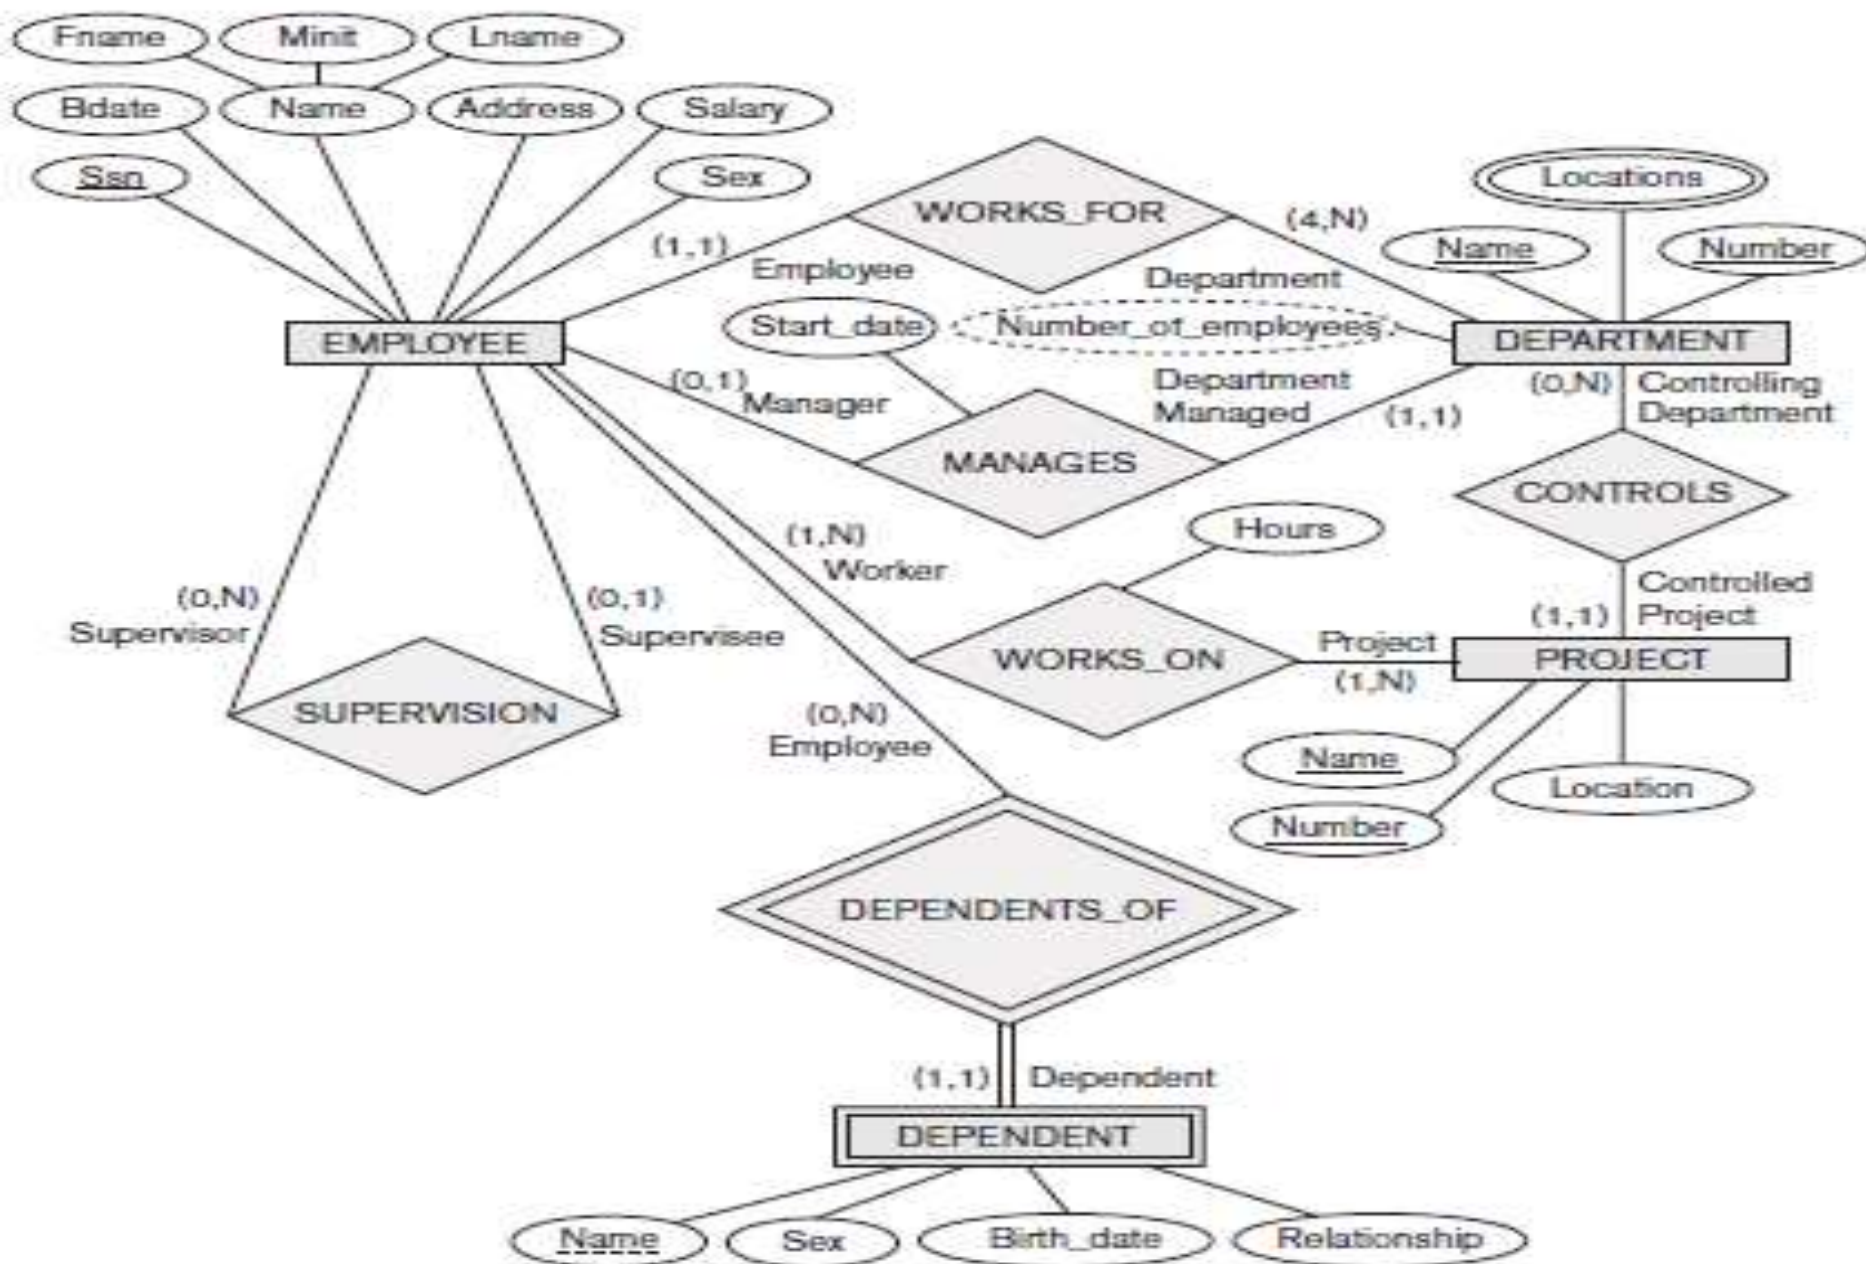 Fname Minit Lname
Bdate Name Address Salary
Ssn Sex
WORKS_FOR
Locations
(1,1)
Employee
(4,N)
Department
Name Number
Start_date
Number_of_employees
EMPLOYEE
DEPARTMENT
(0,1)
Manager
Department
Managed
(1,1)
(0,N)
Controlling
Department
MANAGES
CONTROLS
Hours
(1,N)
Worker
(0,N)
Supervisor
(0,1)
Supervisee
Controlled
Project
(1,1)
WORKS_ON
Project
(1,N)
PROJECT
SUPERVISION
(0,N)
Employee
Name
Number
Location
DEPENDENTS_OF
(1,1)
Dependent
DEPENDENT
Name Sex Birth_date Relationship